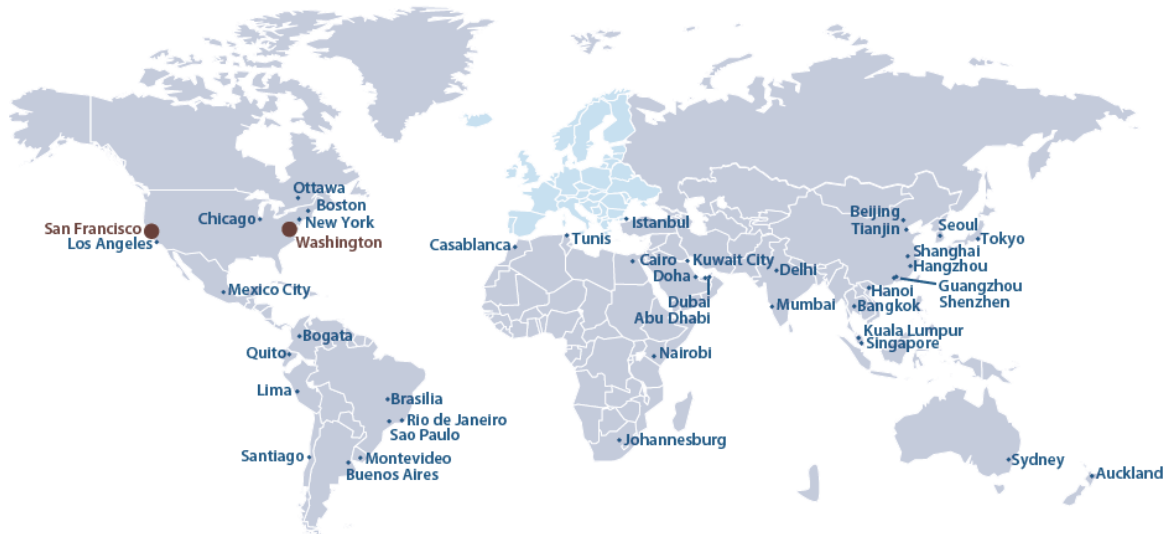 Ottawa
Boston
Chicago
New York
San Francisco
Washington
Los Angeles
Mexico City
Bogata
Quito
Lima
Brasilia
Rio de Janeiro
Sao Paulo
Santiago
Montevideo
Buenos Aires
Istanbul
Casablanca
Tunis
Cairo
Kuwait City
Doha
Dubai
Abu Dhabi
Nairobi
Johannesburg
Delhi
Mumbai
Beijing
Tianjin
Seoul
Tokyo
Shanghai
Hangzhou
Guangzhou
Shenzhen
Hanoi
Bangkok
Kuala Lumpur
Singapore
Sydney
Auckland